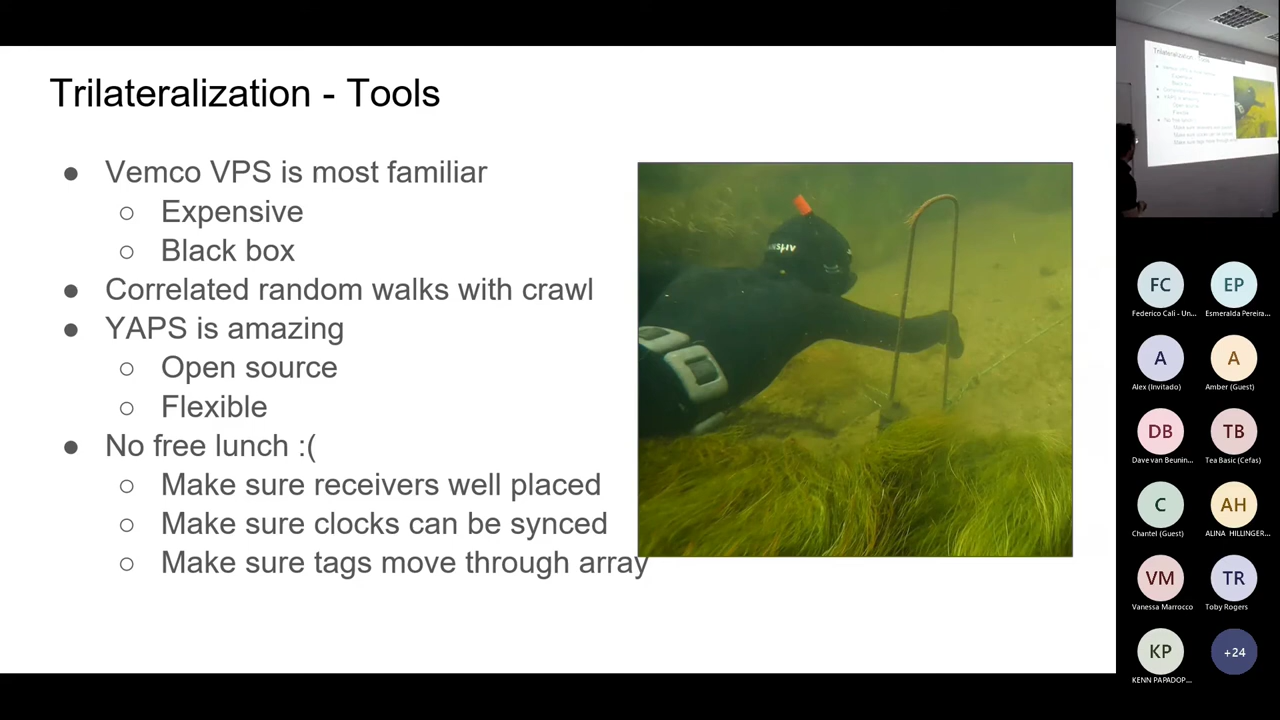 Trilateralization - Tools
● Vemco VPS is most familiar
○ Expensive
○ Black box
● Correlated random walks with crawl
● YAPS is amazing
○ Open source
○ Flexible
● No free lunch :(
○ Make sure receivers well placed
○ Make sure clocks can be synced
○ Make sure tags move through array
FC
Federico Cali - Un...
EP
Esmeralda Pereira...
A
Alex (Invitado)
A
Amber (Guest)
DB
Dave van Beunin...
TB
Tea Basic (Cefas)
C
Chantel (Guest)
AH
ALINA HILLINGER...
VM
Vanessa Marrocco
TR
Toby Rogers
KP
KENN PAPADOP...
+24